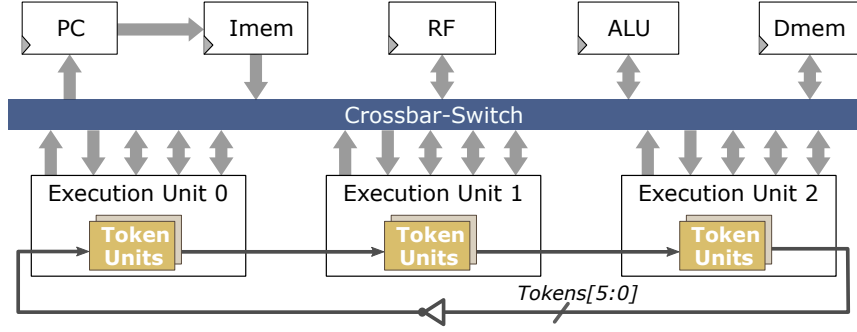 PC
Imem
RF
ALU
Dmem
Crossbar-Switch
Execution Unit 0
Execution Unit 1
Execution Unit 2
Token
Units
Token
Units
Token
Units
Tokens[5:0]